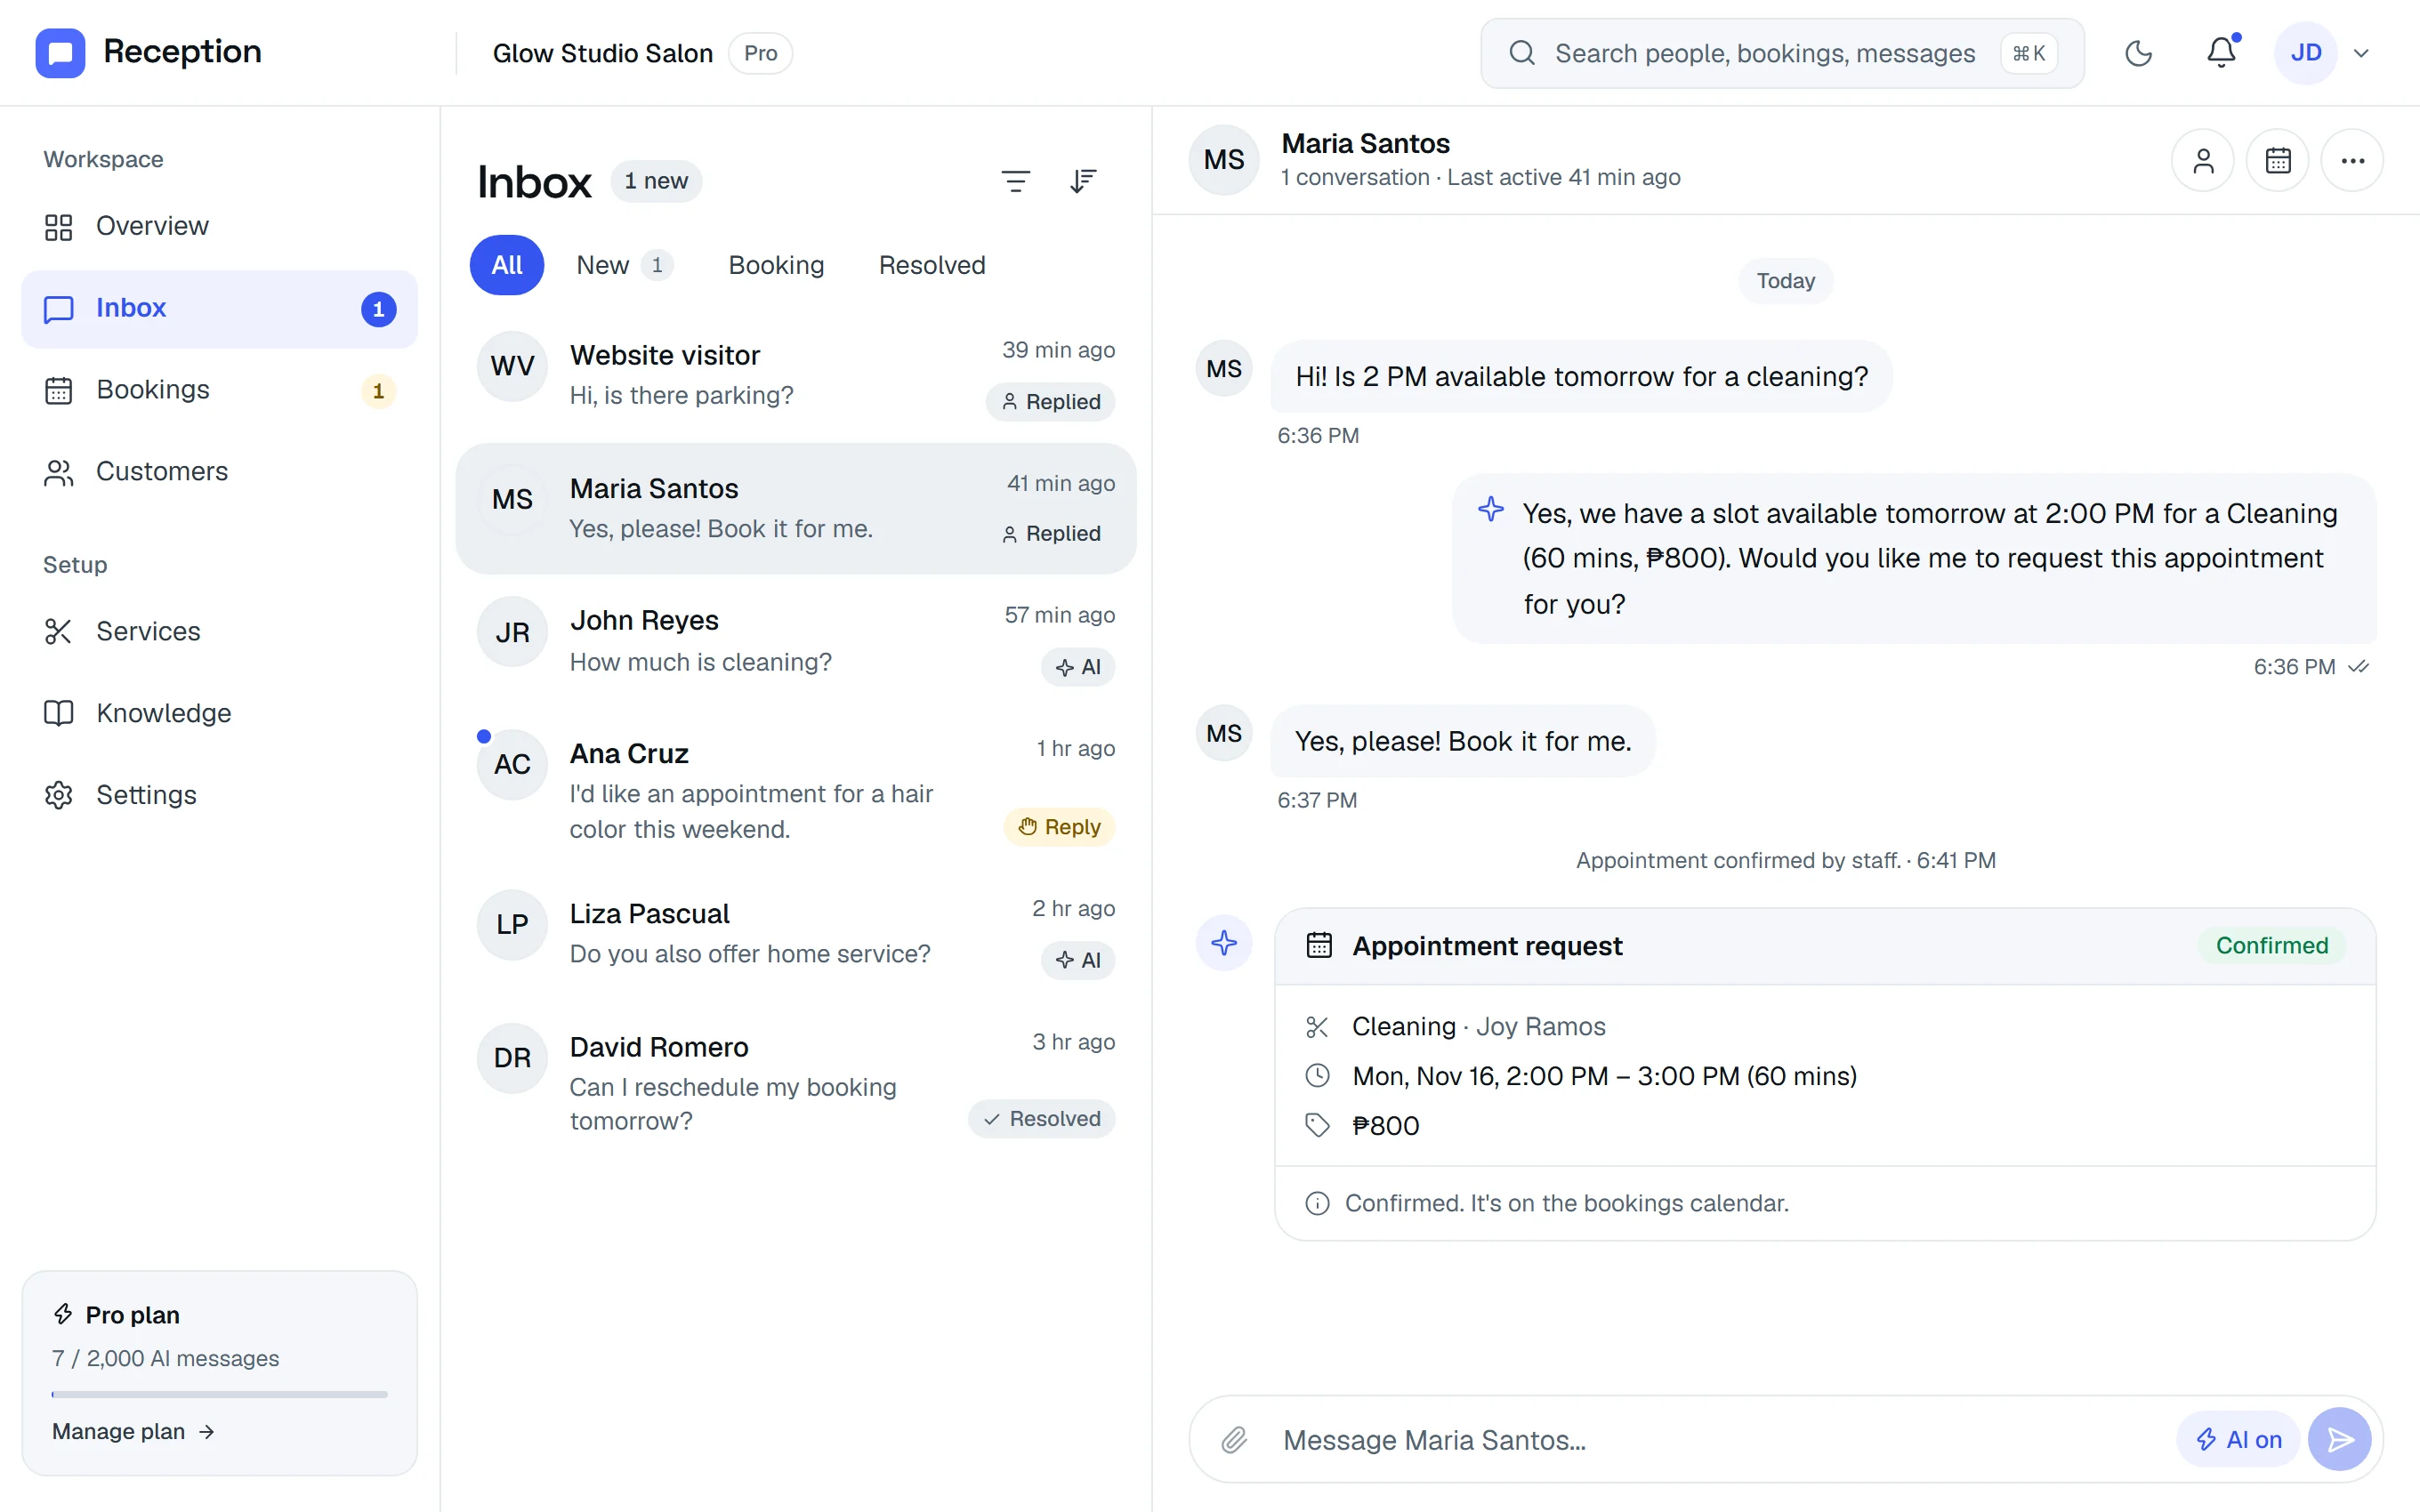 Reception
Glow Studio Salon
Pro
Search people, bookings, messages
⌘K
JD
Workspace
Overview
Inbox
1
Bookings
1
Customers
Setup
Services
Knowledge
Settings
Pro plan
7 / 2,000 AI messages
Manage plan →
Inbox
1 new
All
New 1
Booking
Resolved
WV
Website visitor
39 min ago
Hi, is there parking?
Replied
MS
Maria Santos
41 min ago
Yes, please! Book it for me.
Replied
JR
John Reyes
57 min ago
How much is cleaning?
AI
AC
Ana Cruz
1 hr ago
I'd like an appointment for a hair
color this weekend.
Reply
LP
Liza Pascual
2 hr ago
Do you also offer home service?
AI
DR
David Romero
3 hr ago
Can I reschedule my booking
tomorrow?
Resolved
MS
Maria Santos
1 conversation · Last active 41 min ago
Today
MS
Hi! Is 2 PM available tomorrow for a cleaning?
6:36 PM
Yes, we have a slot available tomorrow at 2:00 PM for a Cleaning
(60 mins, ₱800). Would you like me to request this appointment
for you?
6:36 PM
MS
Yes, please! Book it for me.
6:37 PM
Appointment confirmed by staff. · 6:41 PM
Appointment request
Confirmed
Cleaning · Joy Ramos
Mon, Nov 16, 2:00 PM – 3:00 PM (60 mins)
₱800
Confirmed. It's on the bookings calendar.
Message Maria Santos...
AI on